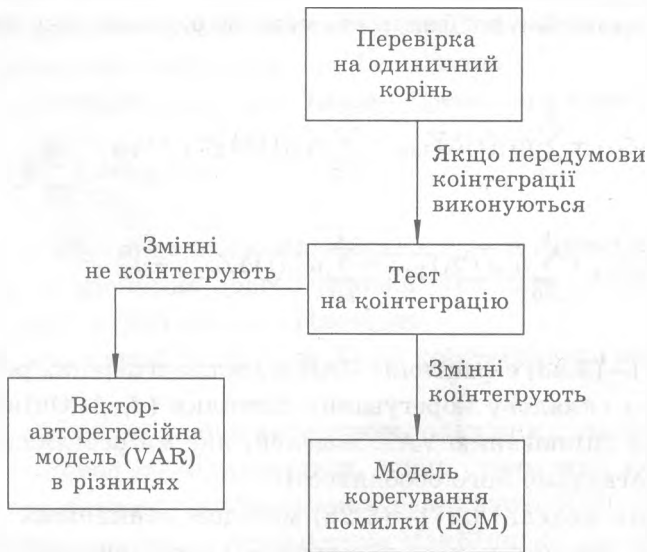 Перевірка
на одиничний
корінь
Якщо передумови
коінтеграції
виконуються
Змінні
не коінтегрують
Тест
на коінтеграцію
Змінні
коінтегрують
Вектор
авторегресійна
модель (VAR)
в різницях
Модель
корегування
помилки (ECM)